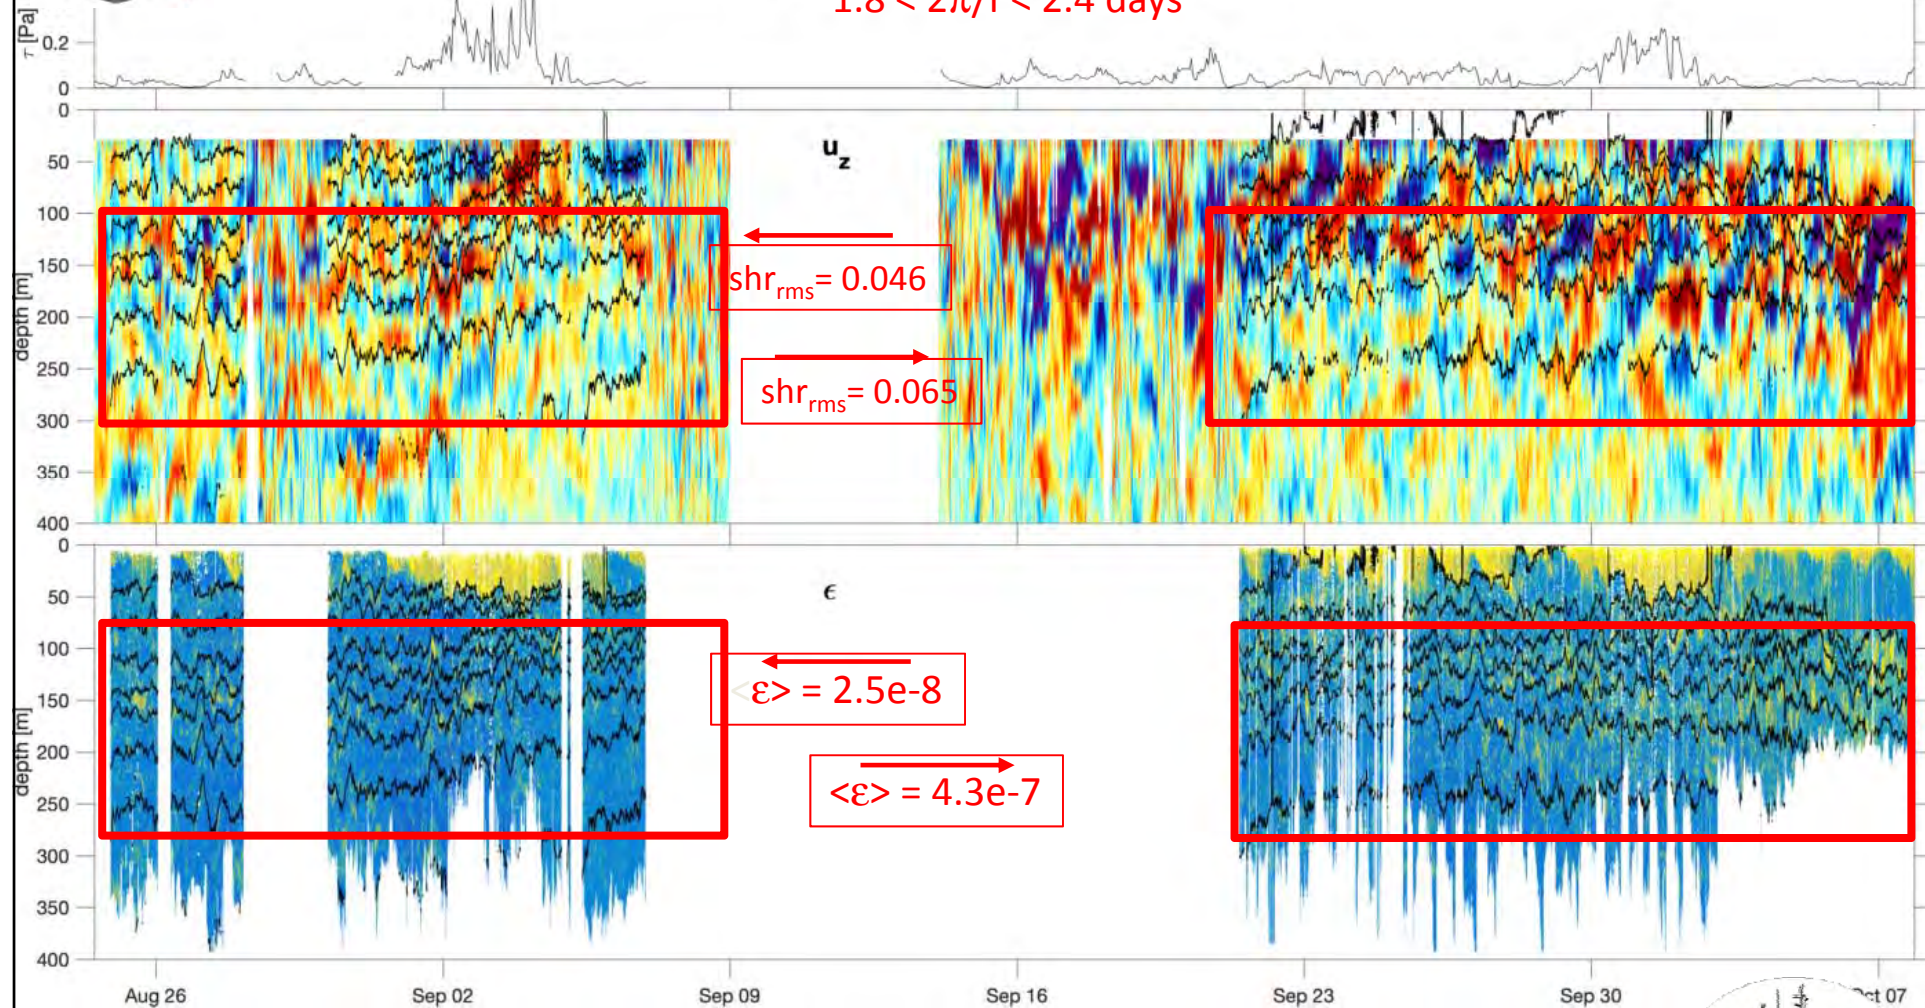 1.8 < 2π/f < 2.4 days
τ [Pa]
0.2
0
0
50
100
150
200
250
300
350
400
depth [m]
u_z
shr_rms= 0.046
shr_rms= 0.065
0
50
100
150
200
250
300
350
400
depth [m]
ϵ
<ε> = 2.5e-8
<ε> = 4.3e-7
Aug 26 Sep 02 Sep 09 Sep 16 Sep 23 Sep 30 Oct 07